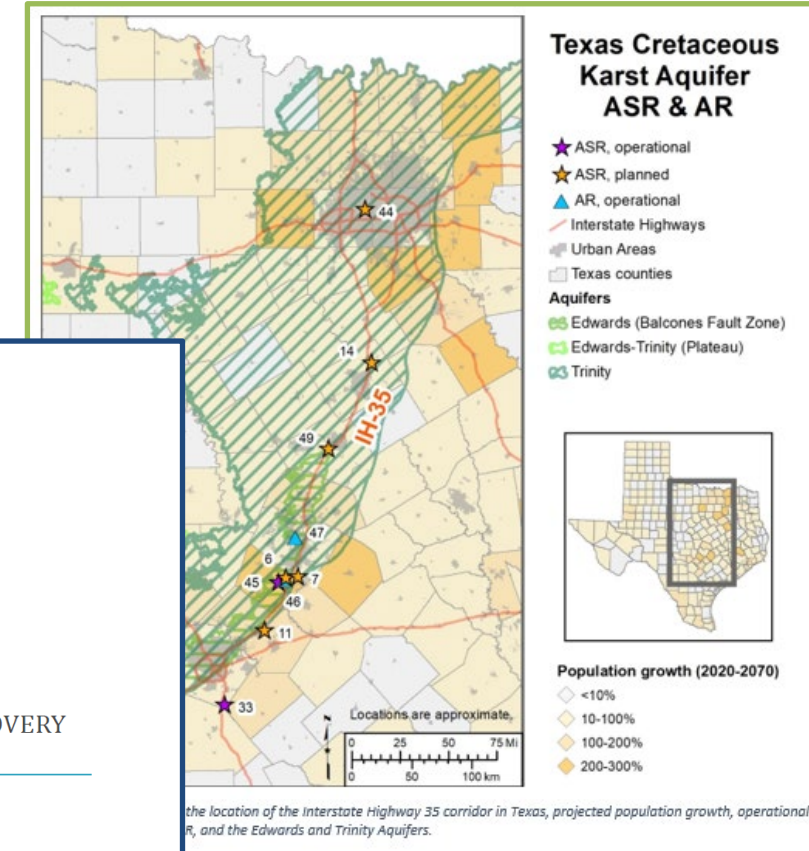 Texas Cretaceous
Karst Aquifer
ASR & AR
ASR, operational
ASR, planned
AR, operational
Interstate Highways
Urban Areas
Texas counties
Aquifers
Edwards (Balcones Fault Zone)
Edwards-Trinity (Plateau)
Trinity
44
14
IH-35
49
47
6
45
7
46
11
33
Locations are approximate.
0 25 50 75 Mi
0 50 100 km
Population growth (2020-2070)
<10%
10-100%
100-200%
200-300%
OVERY
the location of the Interstate Highway 35 corridor in Texas, projected population growth, operational
R, and the Edwards and Trinity Aquifers.